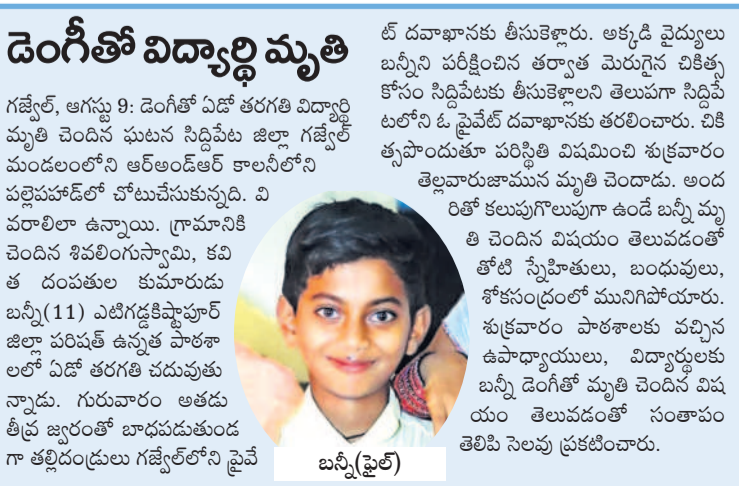 డెంగీతో విద్యార్థి మృతి
గజ్వేల్, ఆగస్టు 9: డెంగీతో ఏడో తరగతి విద్యార్థి
మృతి చెందిన ఘటన సిద్దిపేట జిల్లా గజ్వేల్
మండలంలోని ఆర్అండ్ఆర్ కాలనీలోని
పల్లెపహాడ్‌లో చోటుచేసుకున్నది. వి
వరాలిలా ఉన్నాయి. గ్రామానికి
చెందిన శివలింగుస్వామి, కవి
త దంపతుల కుమారుడు
బన్నీ(11) ఎటిగడ్డకిష్టాపూర్
జిల్లా పరిషత్ ఉన్నత పాఠశా
లలో ఏడో తరగతి చదువుతు
న్నాడు. గురువారం అతడు
తీవ్ర జ్వరంతో బాధపడుతుండ
గా తల్లిదండ్రులు గజ్వేల్‌లోని ప్రైవే
ట్ దవాఖానకు తీసుకెళ్లారు. అక్కడి వైద్యులు
బన్నీని పరీక్షించిన తర్వాత మెరుగైన చికిత్స
కోసం సిద్దిపేటకు తీసుకెళ్లాలని తెలుపగా సిద్దిపే
టలోని ఓ ప్రైవేట్ దవాఖానకు తరలించారు. చికి
త్సపొందుతూ పరిస్థితి విషమించి శుక్రవారం
తెల్లవారుజామున మృతి చెందాడు. అంద
రితో కలుపుగొలుపుగా ఉండే బన్నీ మృ
తి చెందిన విషయం తెలువడంతో
తోటి స్నేహితులు, బంధువులు,
శోకసంద్రంలో మునిగిపోయారు.
శుక్రవారం పాఠశాలకు వచ్చిన
ఉపాధ్యాయులు, విద్యార్థులకు
బన్నీ డెంగీతో మృతి చెందిన విష
యం తెలువడంతో సంతాపం
తెలిపి సెలవు ప్రకటించారు.
బన్నీ(ఫైల్)